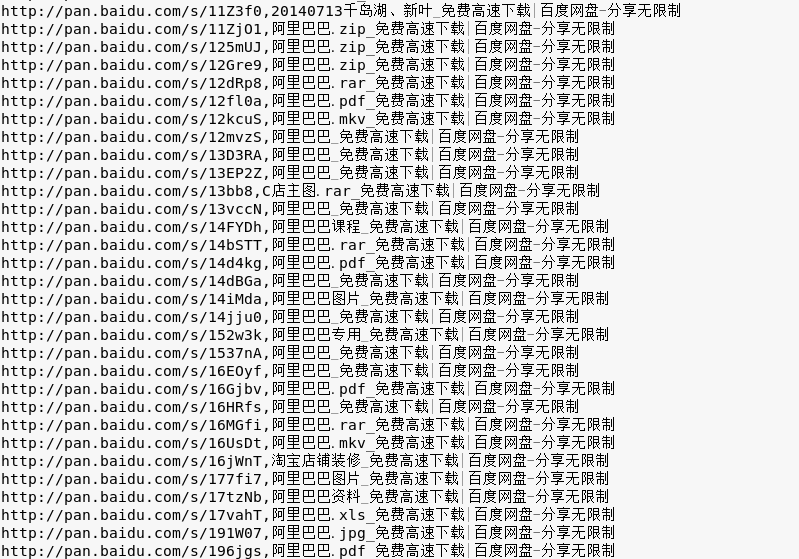 http://pan.baidu.com/s/11Z3f0,20140713千岛湖、新叶_免费高速下载|百度网盘-分享无限制
http://pan.baidu.com/s/11ZjO1,阿里巴巴.zip_免费高速下载|百度网盘-分享无限制
http://pan.baidu.com/s/125mUJ,阿里巴巴.zip_免费高速下载|百度网盘-分享无限制
http://pan.baidu.com/s/12Gre9,阿里巴巴.zip_免费高速下载|百度网盘-分享无限制
http://pan.baidu.com/s/12dRp8,阿里巴巴.rar_免费高速下载|百度网盘-分享无限制
http://pan.baidu.com/s/12fl0a,阿里巴巴.pdf_免费高速下载|百度网盘-分享无限制
http://pan.baidu.com/s/12kcuS,阿里巴巴.mkv_免费高速下载|百度网盘-分享无限制
http://pan.baidu.com/s/12mvzS,阿里巴巴_免费高速下载|百度网盘-分享无限制
http://pan.baidu.com/s/13D3RA,阿里巴巴_免费高速下载|百度网盘-分享无限制
http://pan.baidu.com/s/13EP2Z,阿里巴巴_免费高速下载|百度网盘-分享无限制
http://pan.baidu.com/s/13bb8,C店主图.rar_免费高速下载|百度网盘-分享无限制
http://pan.baidu.com/s/13vccN,阿里巴巴_免费高速下载|百度网盘-分享无限制
http://pan.baidu.com/s/14FYDh,阿里巴巴课程_免费高速下载|百度网盘-分享无限制
http://pan.baidu.com/s/14bSTT,阿里巴巴.rar_免费高速下载|百度网盘-分享无限制
http://pan.baidu.com/s/14d4kg,阿里巴巴.pdf_免费高速下载|百度网盘-分享无限制
http://pan.baidu.com/s/14dBGa,阿里巴巴_免费高速下载|百度网盘-分享无限制
http://pan.baidu.com/s/14iMda,阿里巴巴图片_免费高速下载|百度网盘-分享无限制
http://pan.baidu.com/s/14jju0,阿里巴巴_免费高速下载|百度网盘-分享无限制
http://pan.baidu.com/s/152w3k,阿里巴巴专用_免费高速下载|百度网盘-分享无限制
http://pan.baidu.com/s/1537nA,阿里巴巴_免费高速下载|百度网盘-分享无限制
http://pan.baidu.com/s/16EOyf,阿里巴巴_免费高速下载|百度网盘-分享无限制
http://pan.baidu.com/s/16Gjbv,阿里巴巴.pdf_免费高速下载|百度网盘-分享无限制
http://pan.baidu.com/s/16HRfs,阿里巴巴_免费高速下载|百度网盘-分享无限制
http://pan.baidu.com/s/16MGfi,阿里巴巴.rar_免费高速下载|百度网盘-分享无限制
http://pan.baidu.com/s/16UsDt,阿里巴巴.mkv_免费高速下载|百度网盘-分享无限制
http://pan.baidu.com/s/16jWnT,淘宝店铺装修_免费高速下载|百度网盘-分享无限制
http://pan.baidu.com/s/177fi7,阿里巴巴图片_免费高速下载|百度网盘-分享无限制
http://pan.baidu.com/s/17tzNb,阿里巴巴资料_免费高速下载|百度网盘-分享无限制
http://pan.baidu.com/s/17vahT,阿里巴巴.xls_免费高速下载|百度网盘-分享无限制
http://pan.baidu.com/s/191W07,阿里巴巴.jpg_免费高速下载|百度网盘-分享无限制
http://pan.baidu.com/s/196jgs,阿里巴巴.pdf_免费高速下载|百度网盘-分享无限制